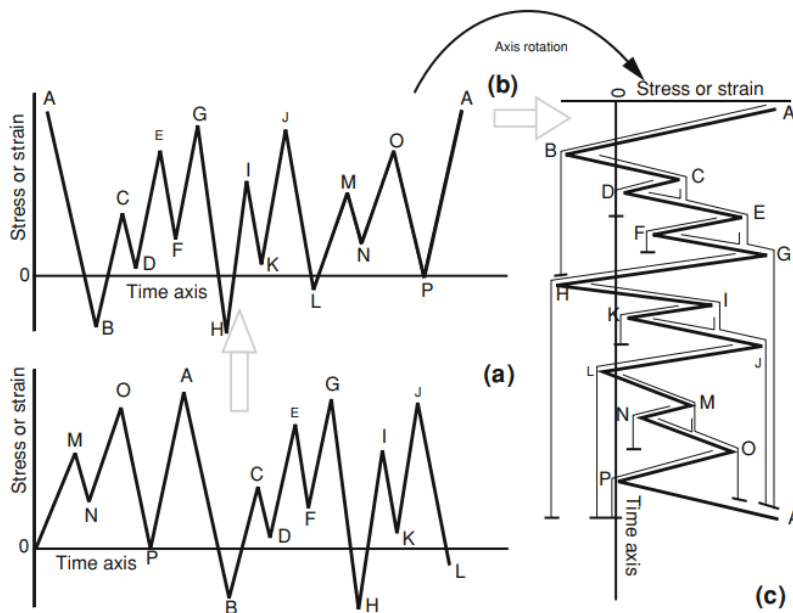 Axis rotation
(b)
Stress or strain
A
C
E
G
I
J
M
O
A
D
F
K
N
0
Time axis
B
H
L
P
(a)
Stress or strain
M
O
A
E
G
J
C
I
N
D
F
K
0
Time axis
P
B
H
L
0
Stress or strain
A
B
C
D
E
F
G
H
I
K
J
L
M
N
O
P
A
Time axis
(c)